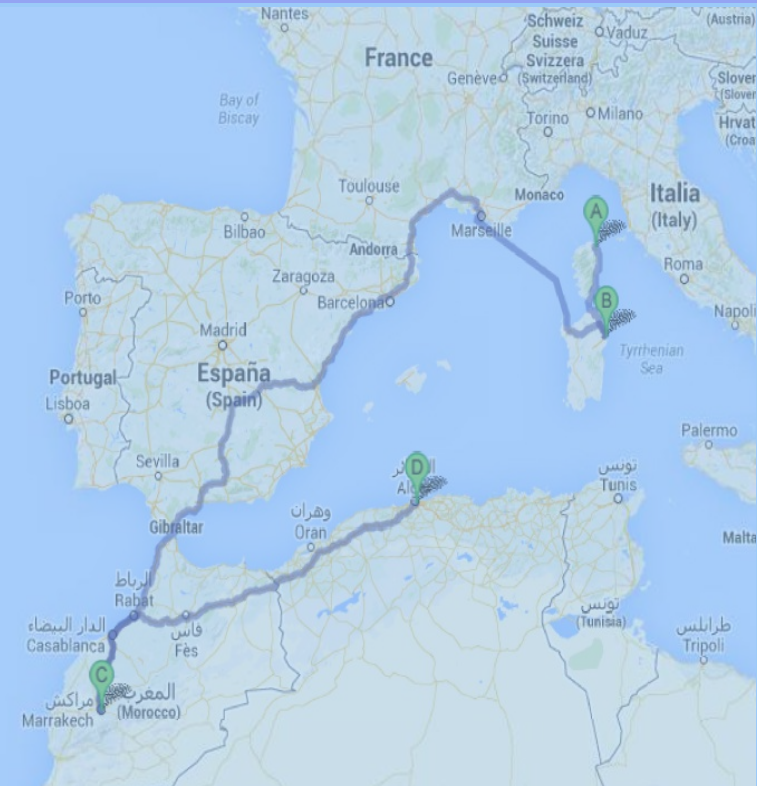 Nantes
Schweiz
Suisse
Svizzera
(Switzerland)
Vaduz
(Austria)
France
Genève
Sloven
(Sloven
Bay of
Biscay
Torino
Milano
Hrvat
(Croa
Toulouse
Monaco
Italia
(Italy)
A
Bilbao
Marseille
Andorra
Roma
Zaragoza
Porto
Barcelona
B
Napoli
Madrid
Tyrrhenian
Sea
España
(Spain)
Portugal
Lisboa
Palermo
Sevilla
D
تونس
Tunis
وهران
Oran
Gibraltar
Malta
الرباط
Rabat
الدار البيضاء
Casablanca
فاس
Fès
تونس
(Tunisia)
طرابلس
Tripoli
C
مراكش
Marrakech
المغرب
(Morocco)